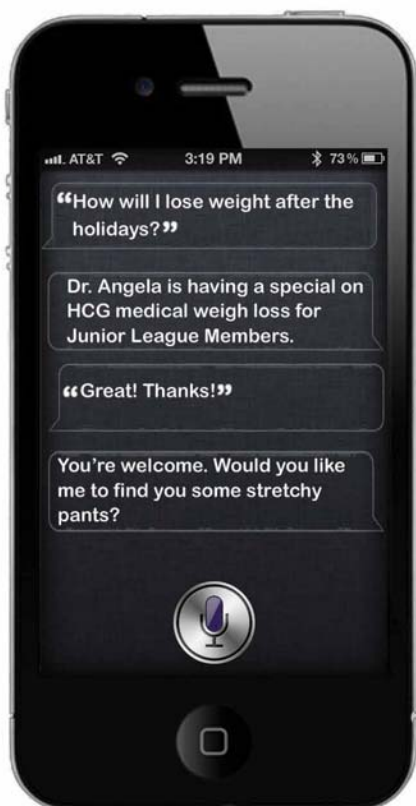 AT&T 3:19 PM 73%
“How will I lose weight after the
holidays?”
Dr. Angela is having a special on
HCG medical weigh loss for
Junior League Members.
“Great! Thanks!”
You’re welcome. Would you like
me to find you some stretchy
pants?